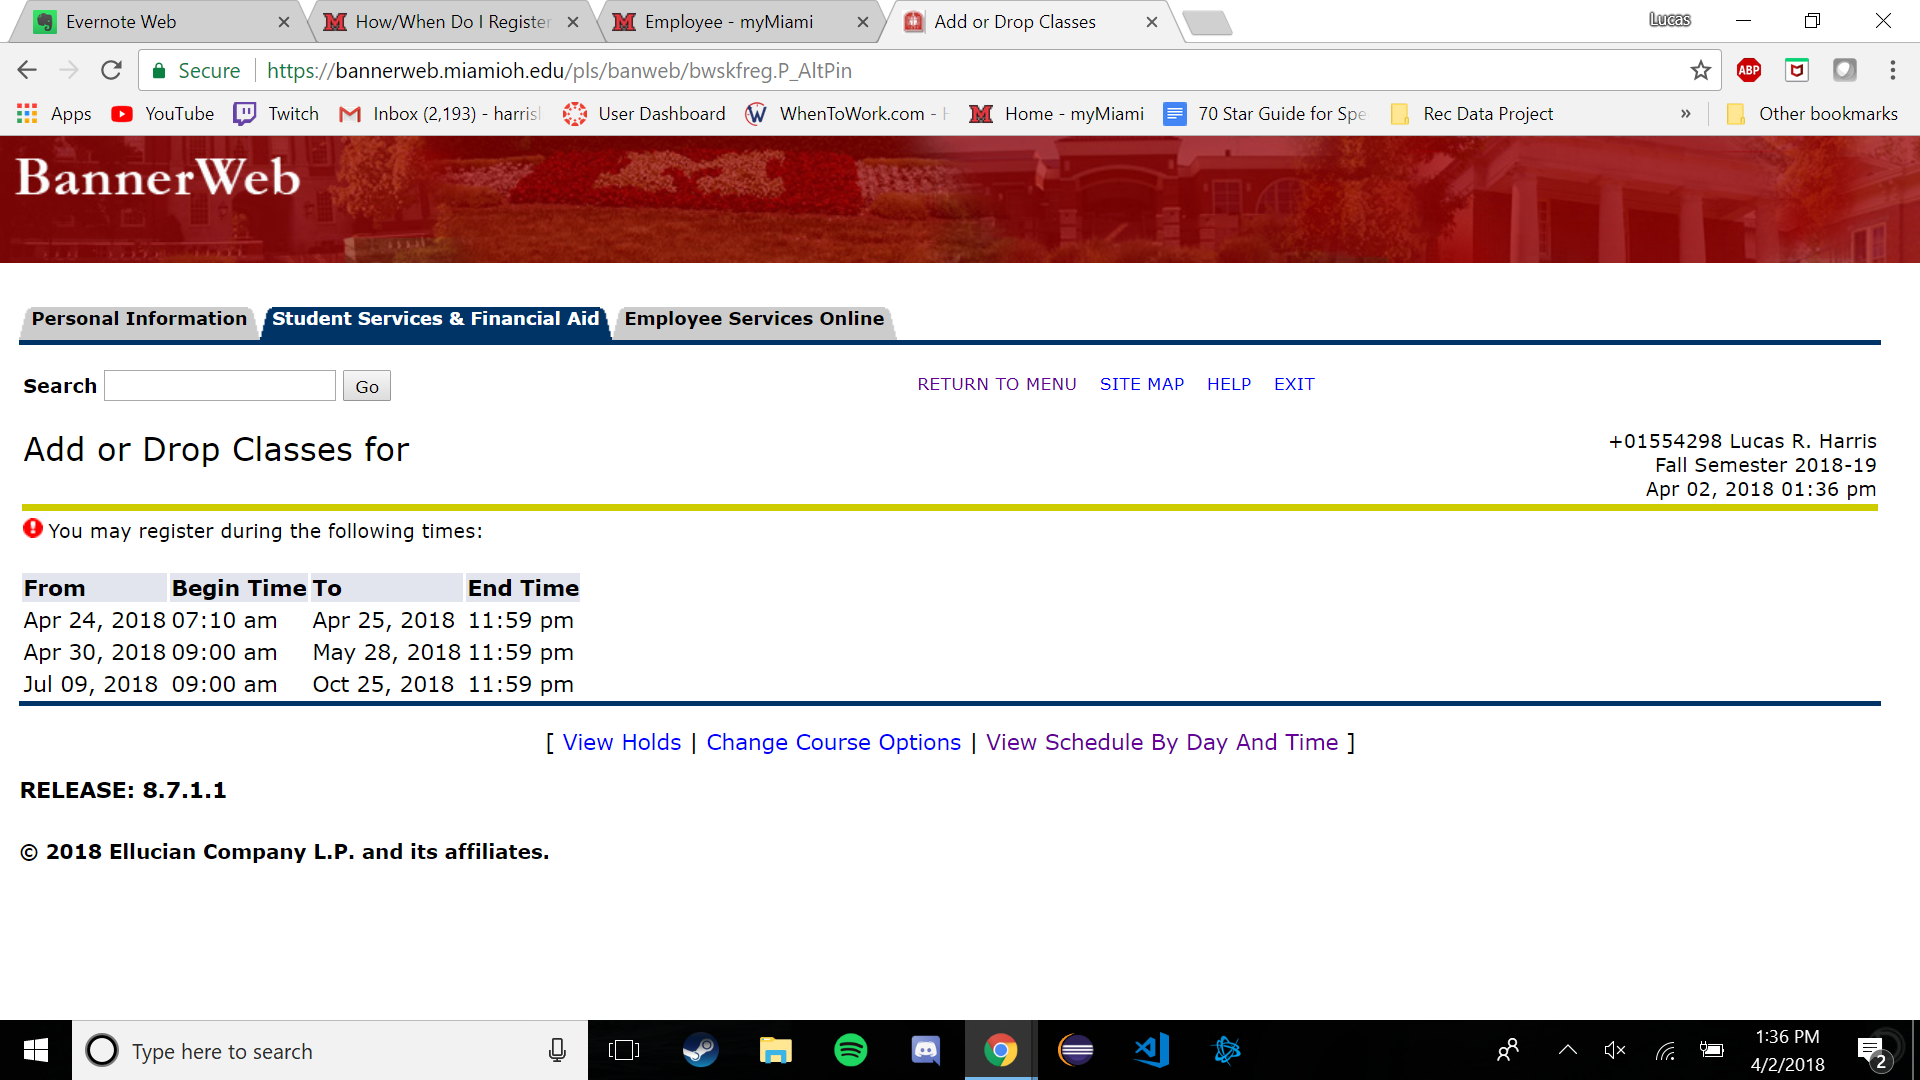 Evernote Web
How/When Do I Register
Employee - myMiami
Add or Drop Classes
Lucas
Secure
https://bannerweb.miamioh.edu/pls/banweb/bwskfreg.P_AltPin
ABP
Apps
YouTube
Twitch
Inbox (2,193) - harris
User Dashboard
WhenToWork.com -
Home - myMiami
70 Star Guide for Spe
Rec Data Project
»
Other bookmarks
BannerWeb
Personal Information
Student Services & Financial Aid
Employee Services Online
Search
Go
RETURN TO MENU
SITE MAP
HELP
EXIT
Add or Drop Classes for
+01554298 Lucas R. Harris
Fall Semester 2018-19
Apr 02, 2018 01:36 pm
You may register during the following times:
From Begin Time To End Time
Apr 24, 2018 07:10 am Apr 25, 2018 11:59 pm
Apr 30, 2018 09:00 am May 28, 2018 11:59 pm
Jul 09, 2018 09:00 am Oct 25, 2018 11:59 pm
[ View Holds | Change Course Options | View Schedule By Day And Time ]
RELEASE: 8.7.1.1
© 2018 Ellucian Company L.P. and its affiliates.
Type here to search
1:36 PM
4/2/2018
2